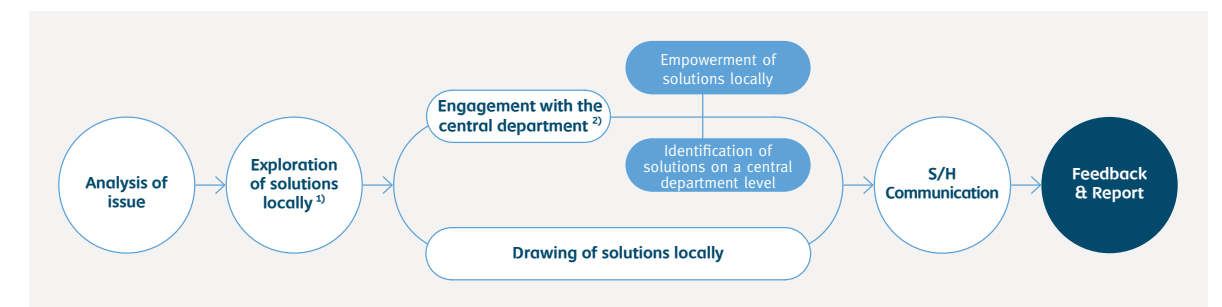 Analysis of
issue
Exploration
of solutions
locally 1)
Engagement with the
central department 2)
Empowerment of
solutions locally
Identification of
solutions on a central
department level
Drawing of solutions locally
S/H
Communication
Feedback
& Report